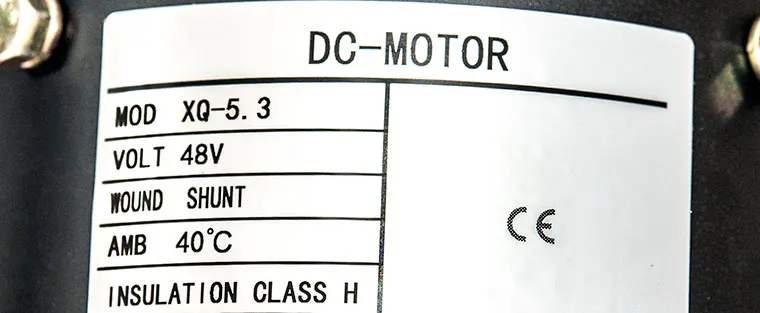 DC-MOTOR
MOD XQ-5.3
VOLT 48V
WOUND SHUNT
AMB 40°C
INSULATION CLASS H
CE